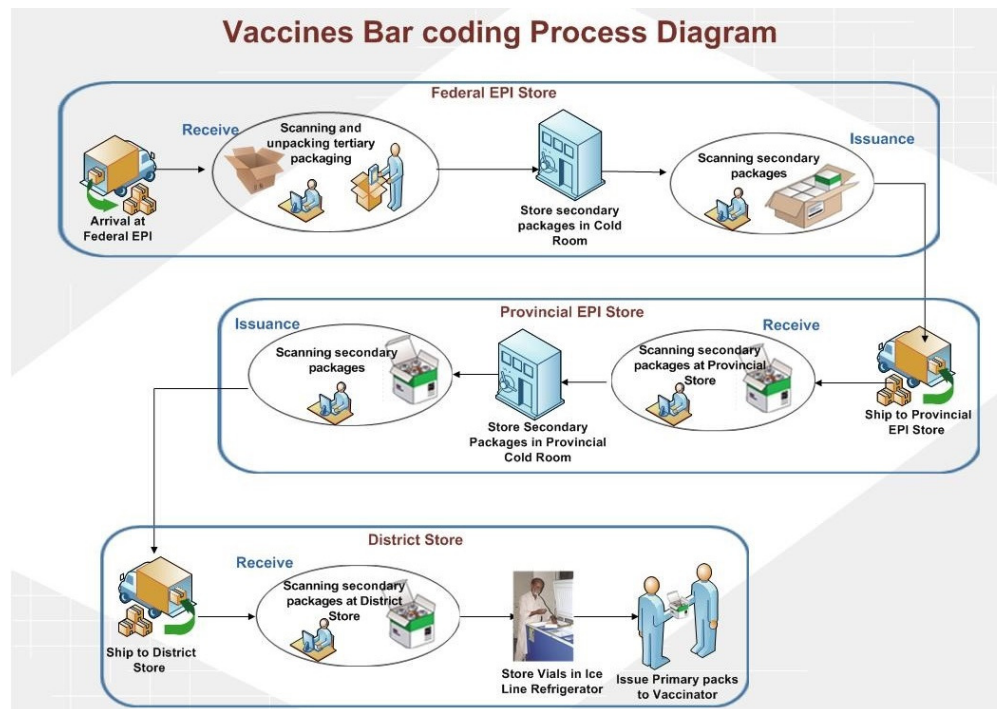 Vaccines Bar coding Process Diagram
Federal EPI Store
Receive
Scanning and
unpacking tertiary
packaging
Issuance
Scanning secondary
packages
Arrival at
Federal EPI
Store secondary
packages in Cold
Room
Provincial EPI Store
Issuance
Scanning secondary
packages
Receive
Scanning secondary
packages at Provincial
Store
Store Secondary
Packages in Provincial
Cold Room
Ship to Provincial
EPI Store
District Store
Receive
Scanning secondary
packages at District
Store
Ship to District
Store
Store Vials in Ice
Line Refrigerator
Issue Primary packs
to Vaccinator